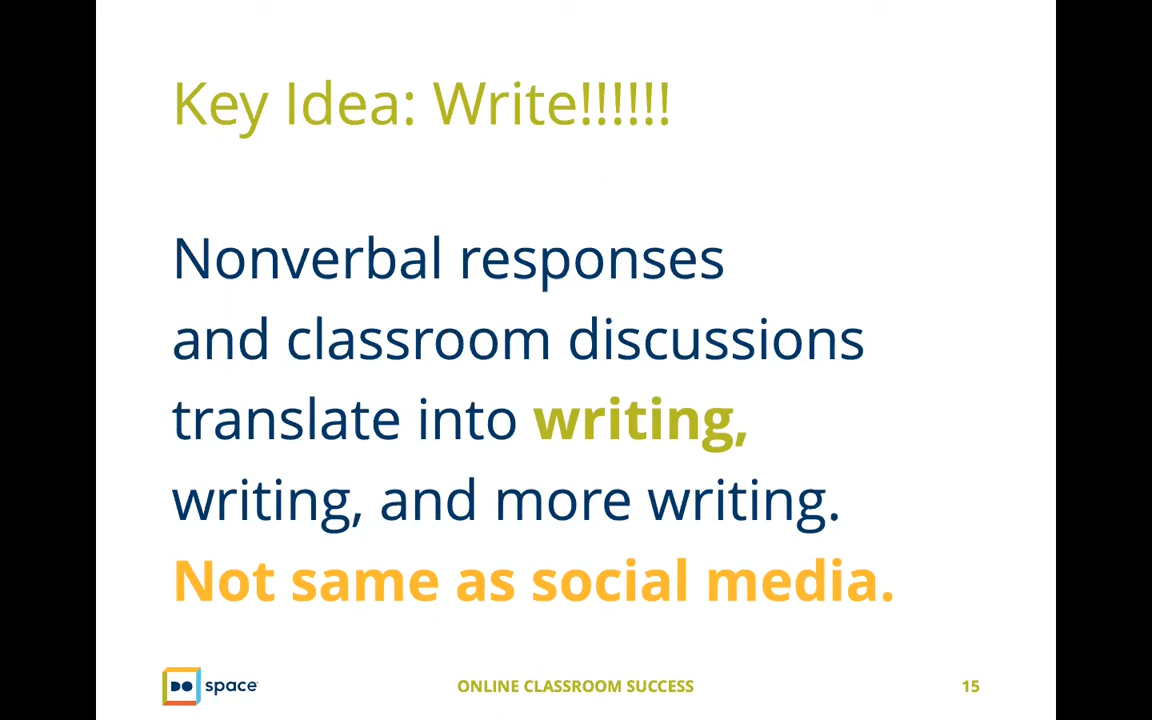 Key Idea: Write!!!!!!
Nonverbal responses
and classroom discussions
translate into writing,
writing, and more writing.
Not same as social media.
DO space
ONLINE CLASSROOM SUCCESS
15